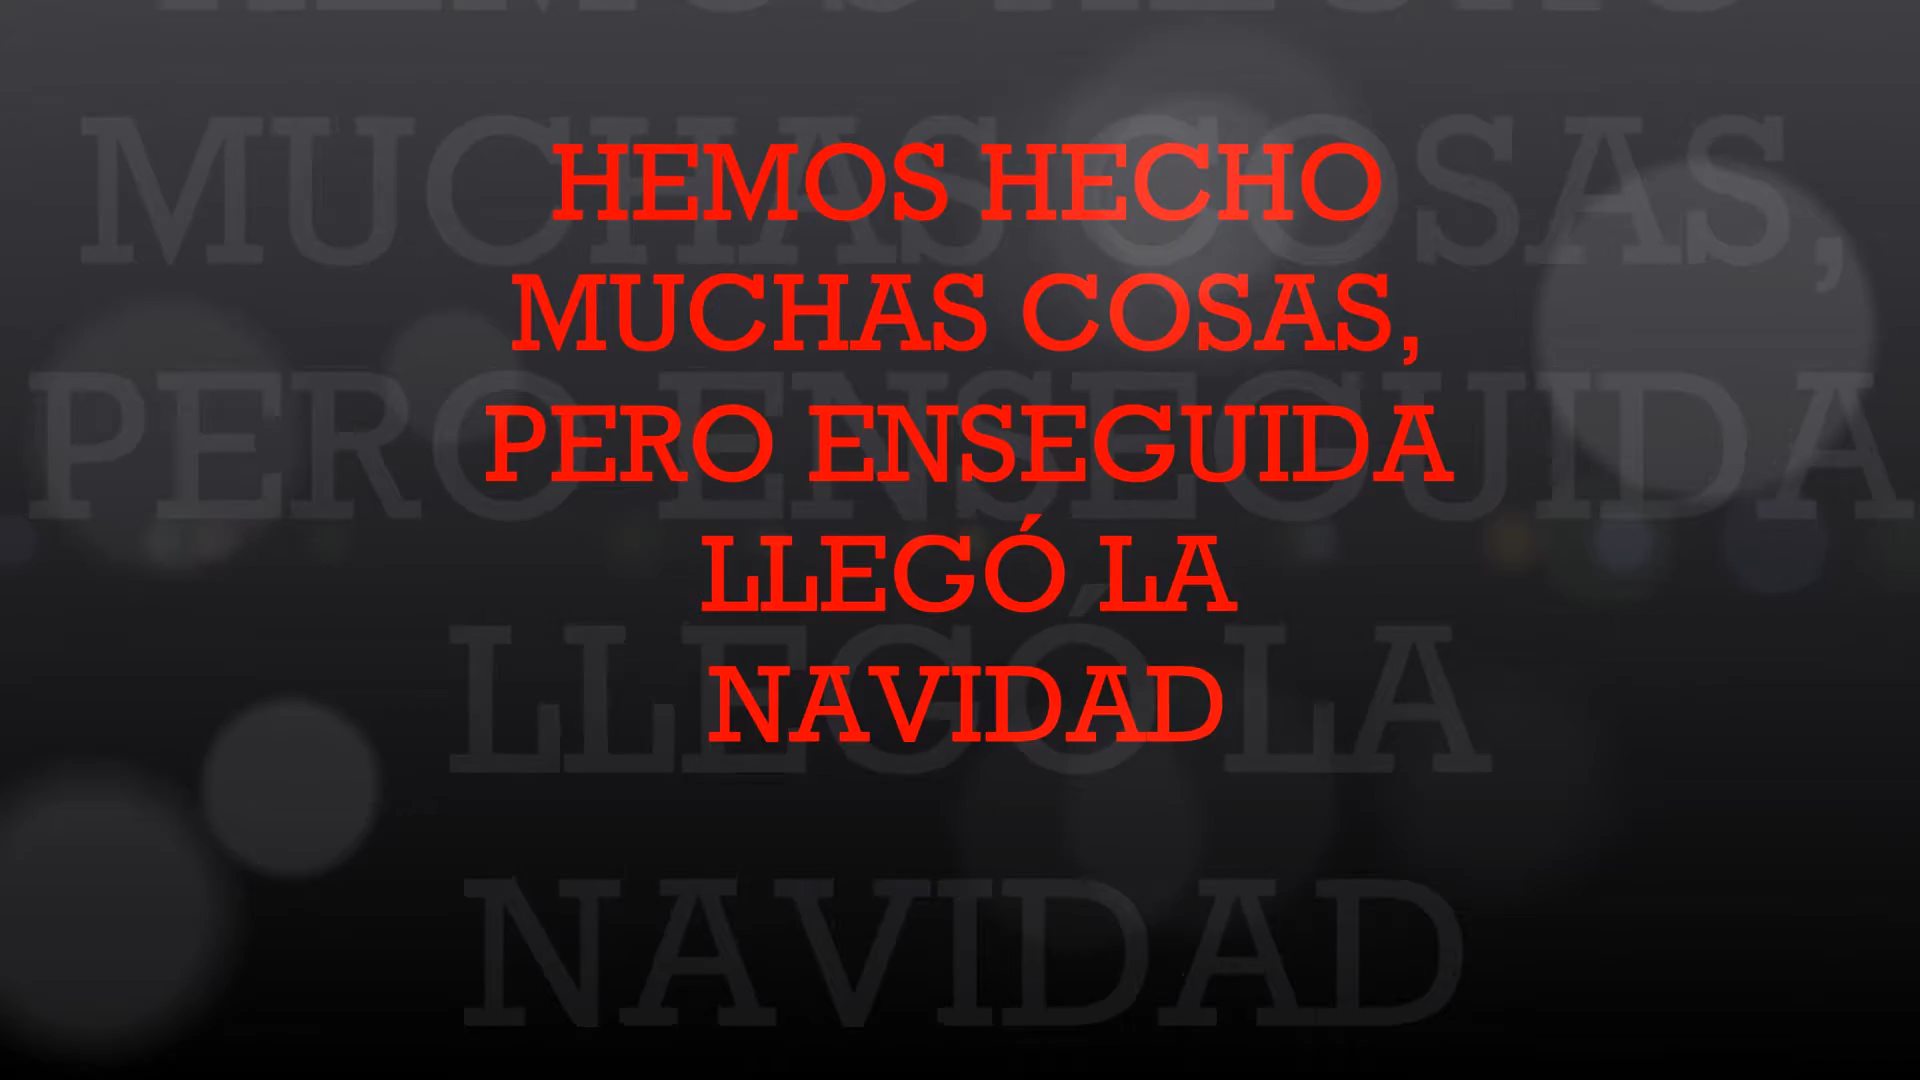 HEMOS HECHO
MUCHAS COSAS,
PERO ENSEGUIDA
LLEGÓ LA
NAVIDAD